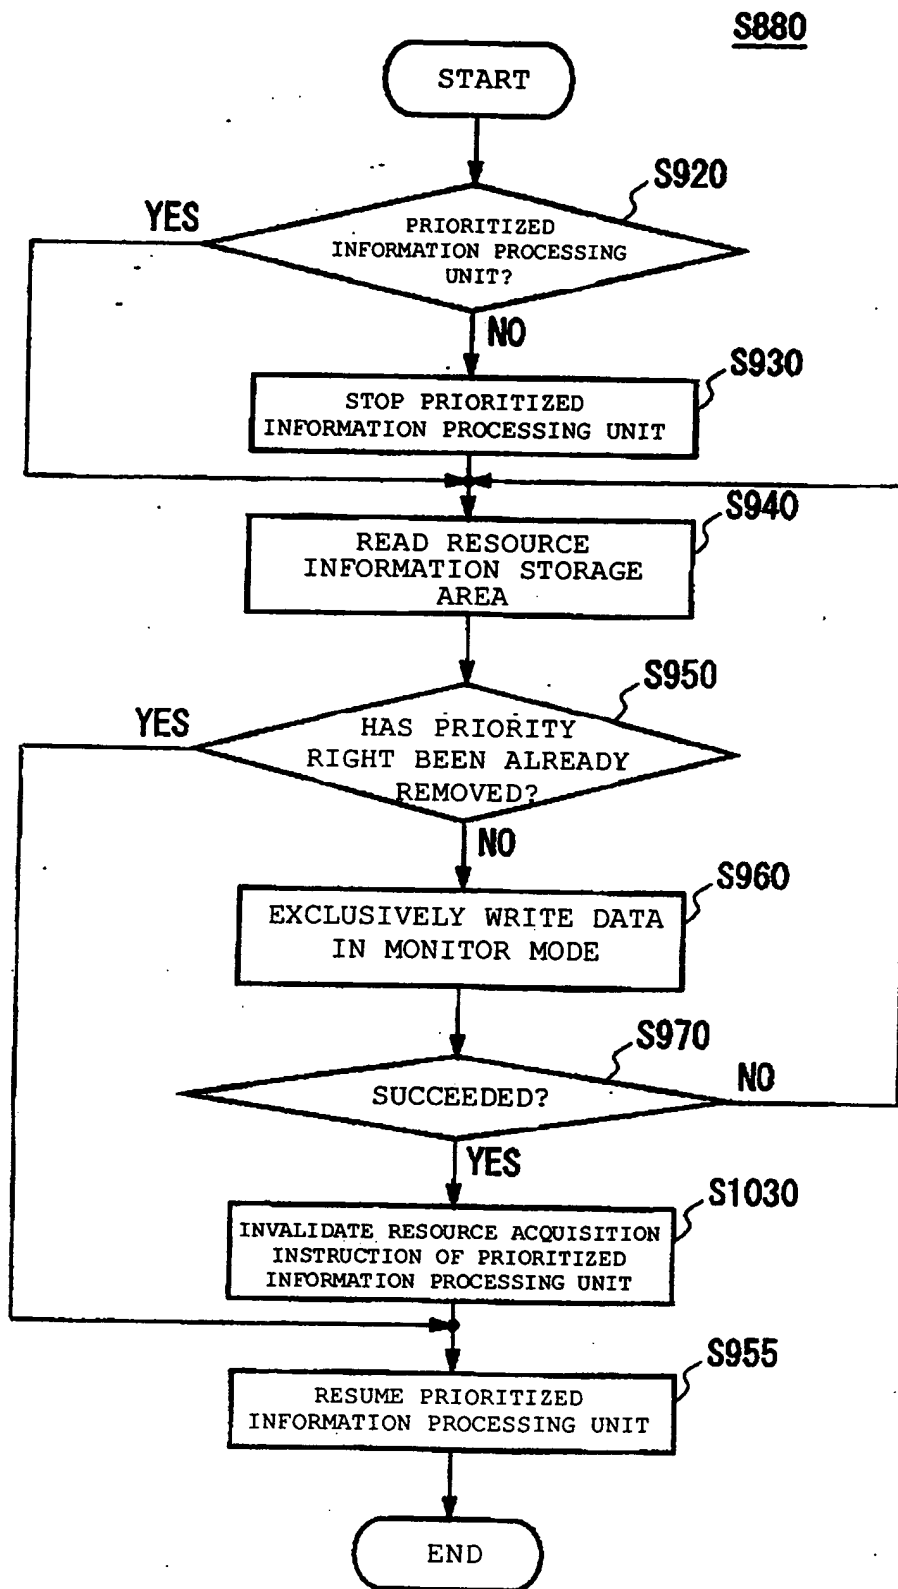 S880
START
S920
YES
PRIORITIZED
INFORMATION PROCESSING
UNIT?
NO
S930
STOP PRIORITIZED
INFORMATION PROCESSING UNIT
S940
READ RESOURCE
INFORMATION STORAGE
AREA
S950
YES
HAS PRIORITY
RIGHT BEEN ALREADY
REMOVED?
NO
S960
EXCLUSIVELY WRITE DATA
IN MONITOR MODE
S970
NO
SUCCEEDED?
YES
S1030
INVALIDATE RESOURCE ACQUISITION
INSTRUCTION OF PRIORITIZED
INFORMATION PROCESSING UNIT
S955
RESUME PRIORITIZED
INFORMATION PROCESSING UNIT
END